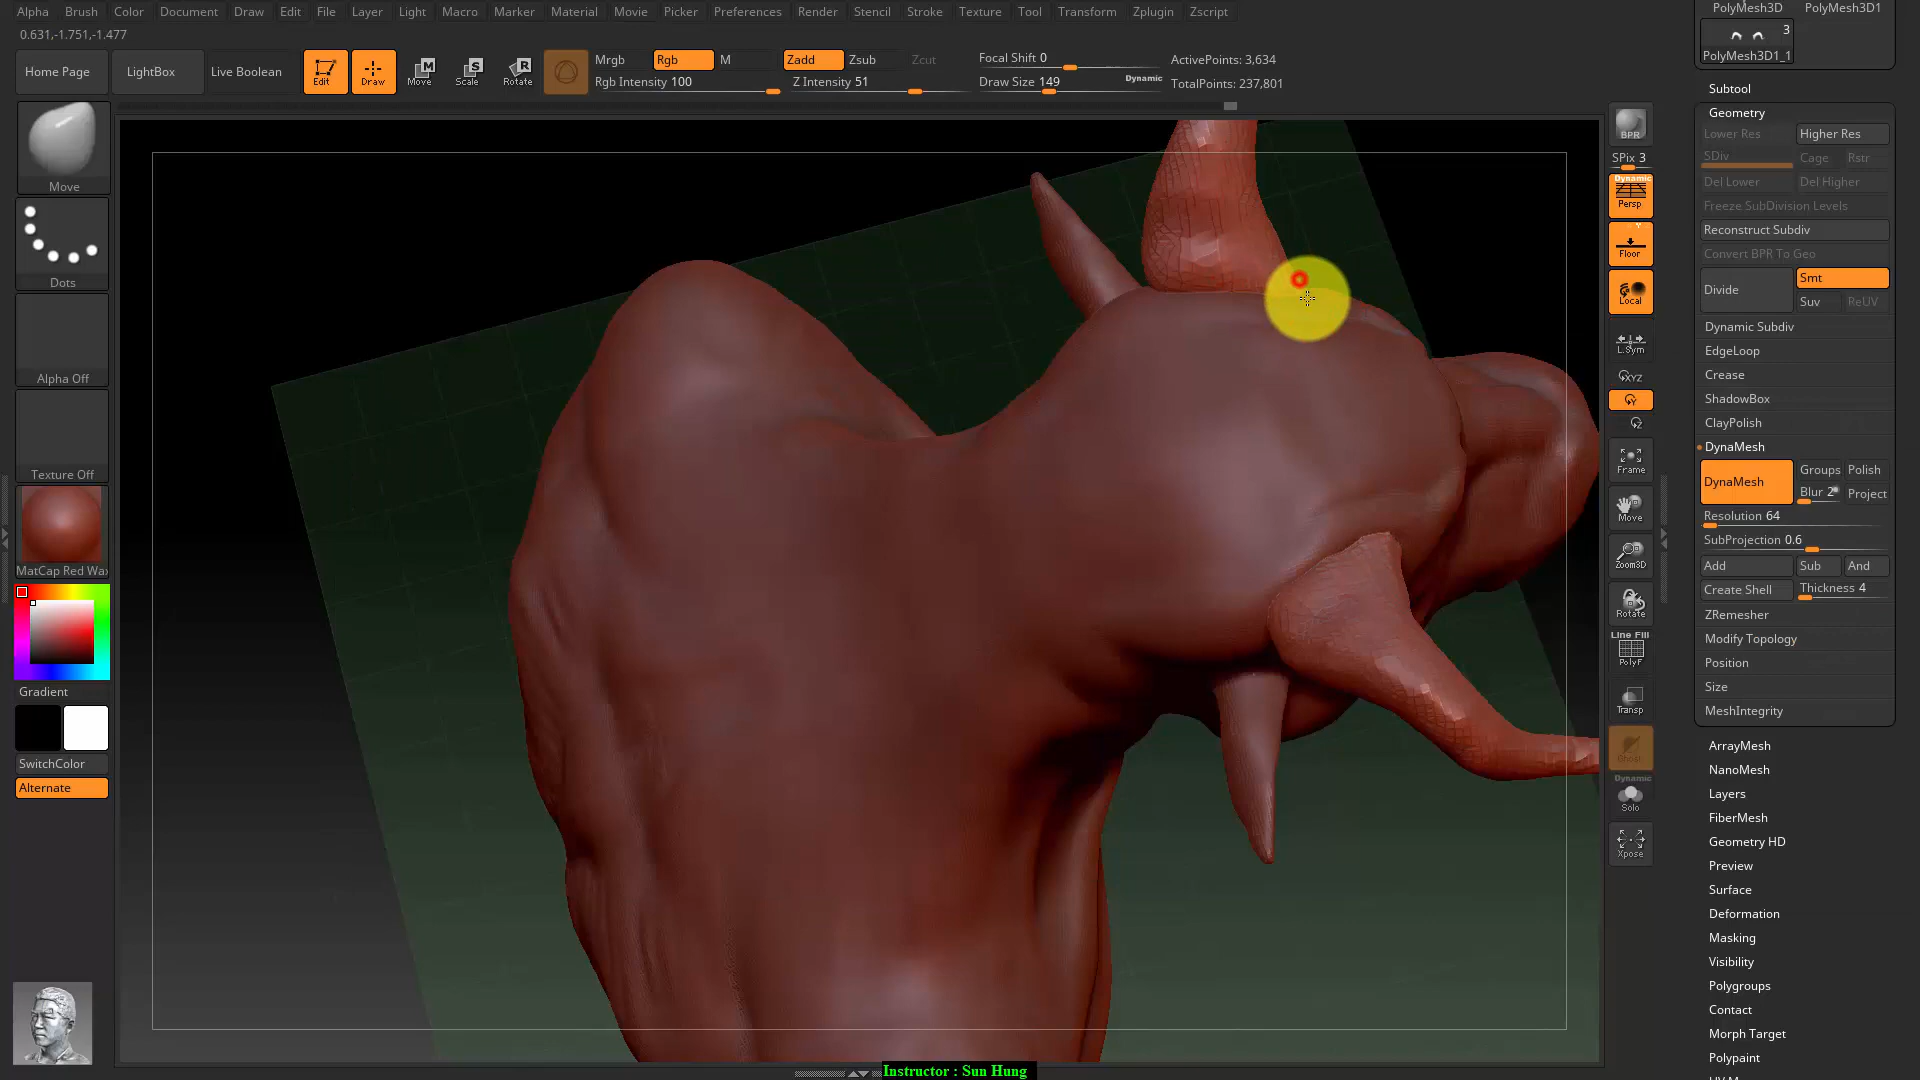 Alpha Brush Color Document Draw Edit File Layer Light Macro Marker Material Movie Picker Preferences Render Stencil Stroke Texture Tool Transform Zplugin Zscript
0.631,-1.751,-1.477
Home Page
LightBox
Live Boolean
Edit
Draw
Move
Scale
Rotate
Mrgb Rgb M
Rgb Intensity 100
Zadd Zsub Zcut
Z Intensity 51
Focal Shift 0
Draw Size 149
Dynamic
ActivePoints: 3,634
TotalPoints: 237,801
Move
Dots
Alpha Off
Texture Off
MatCap Red Wax
Gradient
SwitchColor
Alternate
BPR
SPix 3
Dynamic
Persp
Floor
Local
L.Sym
XYZ
Y
Z
Frame
Move
Zoom3D
Rotate
Line Fill
PolyF
Transp
Ghost
Dynamic
Solo
Xpose
PolyMesh3D PolyMesh3D1
3
PolyMesh3D1_1
Subtool
Geometry
Lower Res Higher Res
SDiv Cage Rstr
Del Lower Del Higher
Freeze SubDivision Levels
Reconstruct Subdiv
Convert BPR To Geo
Divide Smt
Suv ReUV
Dynamic Subdiv
EdgeLoop
Crease
ShadowBox
ClayPolish
DynaMesh
DynaMesh Groups Polish
Blur 2 Project
Resolution 64
SubProjection 0.6
Add Sub And
Create Shell Thickness 4
ZRemesher
Modify Topology
Position
Size
MeshIntegrity
ArrayMesh
NanoMesh
Layers
FiberMesh
Geometry HD
Preview
Surface
Deformation
Masking
Visibility
Polygroups
Contact
Morph Target
Polypaint
Instructor : Sun Hung